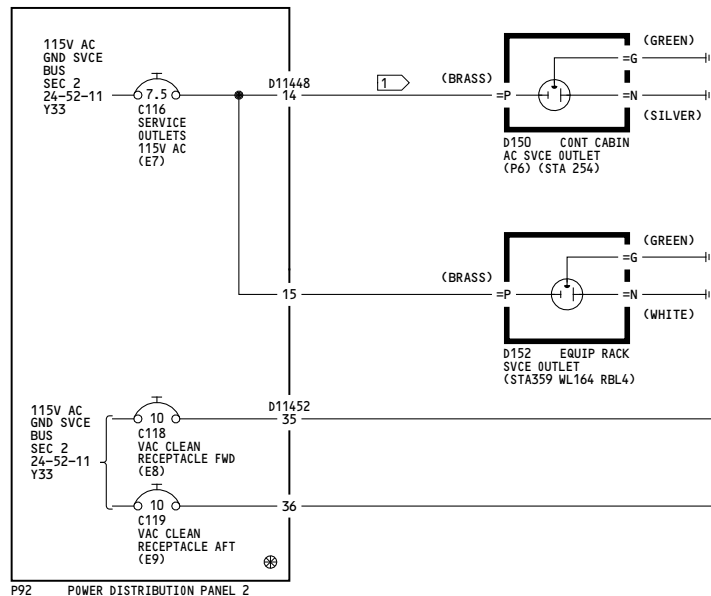 115V AC
GND SVCE
BUS
SEC 2
24-52-11
Y33
7.5
C116
SERVICE
OUTLETS
115V AC
(E7)
D11448
14
1
(BRASS)
=P
=G
(GREEN)
=N
(SILVER)
D150 CONT CABIN
AC SVCE OUTLET
(P6) (STA 254)
15
(BRASS)
=P
=G
(GREEN)
=N
(WHITE)
D152 EQUIP RACK
SVCE OUTLET
(STA359 WL164 RBL4)
115V AC
GND SVCE
BUS
SEC 2
24-52-11
Y33
10
C118
VAC CLEAN
RECEPTACLE FWD
(E8)
D11452
35
10
C119
VAC CLEAN
RECEPTACLE AFT
(E9)
36
P92 POWER DISTRIBUTION PANEL 2